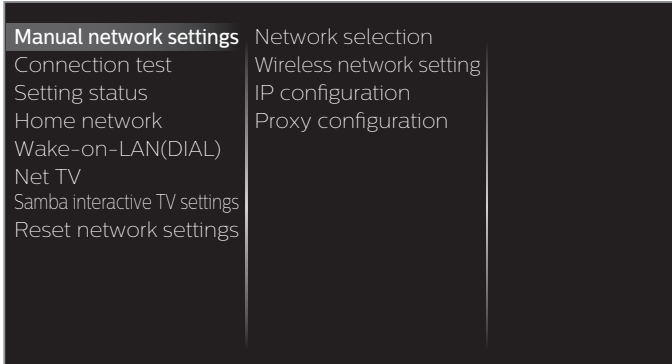 Manual network settings
Connection test
Setting status
Home network
Wake-on-LAN(DIAL)
Net TV
Samba interactive TV settings
Reset network settings
Network selection
Wireless network setting
IP configuration
Proxy configuration